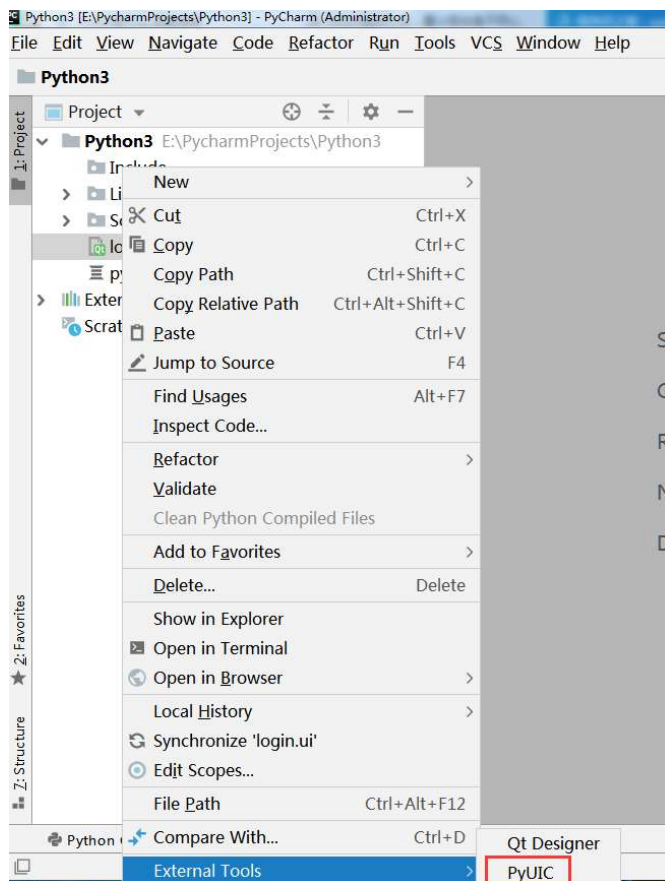 Python3 [E:\PycharmProjects\Python3] - PyCharm (Administrator)
File Edit View Navigate Code Refactor Run Tools VCS Window Help
Python3
1: Project
Project
Python3 E:\PycharmProjects\Python3
Exter
Scrat
New
Cut Ctrl+X
Copy Ctrl+C
Copy Path Ctrl+Shift+C
Copy Relative Path Ctrl+Alt+Shift+C
Paste Ctrl+V
Jump to Source F4
Find Usages Alt+F7
Inspect Code...
Refactor
Validate
Clean Python Compiled Files
Add to Favorites
Delete... Delete
Show in Explorer
Open in Terminal
Open in Browser
Local History
Synchronize 'login.ui'
Edit Scopes...
File Path Ctrl+Alt+F12
Compare With... Ctrl+D
External Tools
Qt Designer
PyUIC
2: Favorites
7: Structure
Python